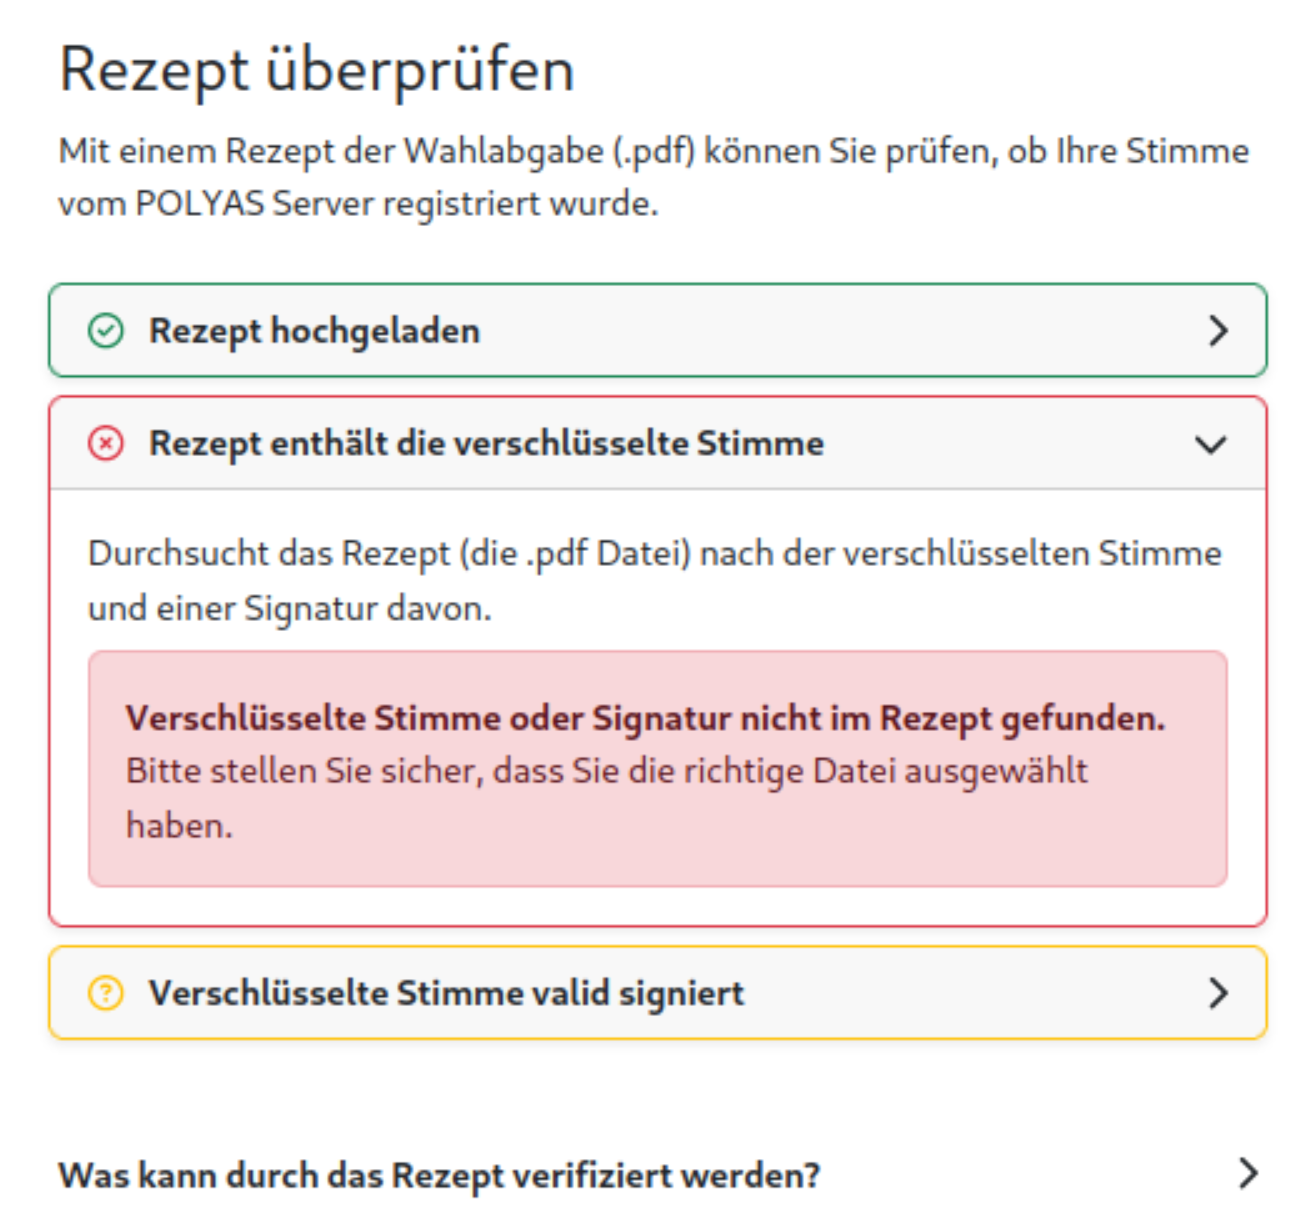 Rezept überprüfen
Mit einem Rezept der Wahlabgabe (.pdf) können Sie prüfen, ob Ihre Stimme
vom POLYAS Server registriert wurde.
Rezept hochgeladen
Rezept enthält die verschlüsselte Stimme
Durchsucht das Rezept (die .pdf Datei) nach der verschlüsselten Stimme
und einer Signatur davon.
Verschlüsselte Stimme oder Signatur nicht im Rezept gefunden.
Bitte stellen Sie sicher, dass Sie die richtige Datei ausgewählt
haben.
Verschlüsselte Stimme valid signiert
Was kann durch das Rezept verifiziert werden?